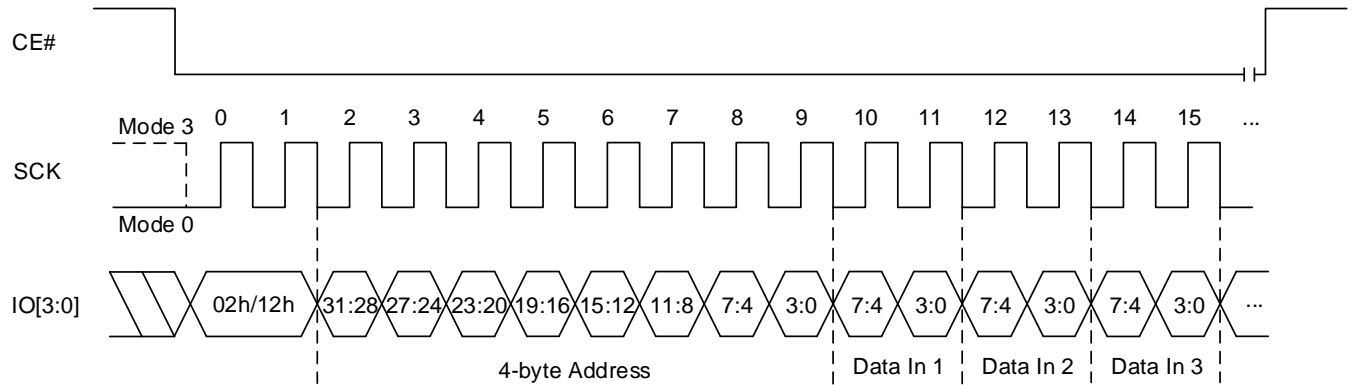 CE#
Mode 3 0 1 2 3 4 5 6 7 8 9 10 11 12 13 14 15 ...
SCK
Mode 0
IO[3:0] 02h/12h 31:28 27:24 23:20 19:16 15:12 11:8 7:4 3:0 7:4 3:0 7:4 3:0 7:4 3:0 ...
4-byte Address Data In 1 Data In 2 Data In 3